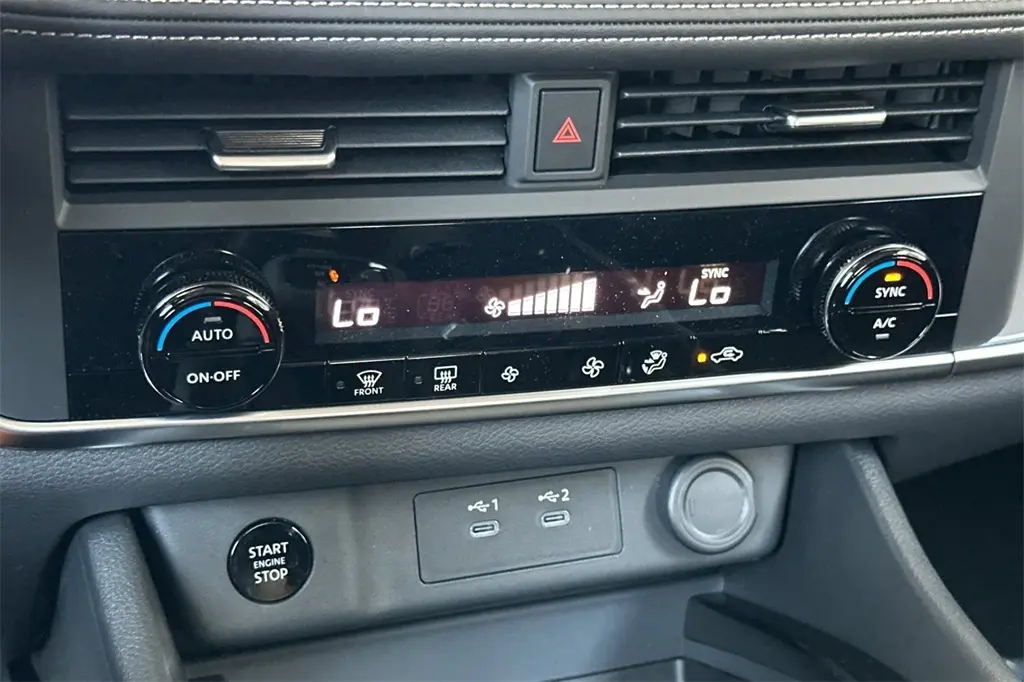 SYNC
Lo
Lo
AUTO
ON·OFF
SYNC
A/C
FRONT
REAR
1
2
START
ENGINE
STOP